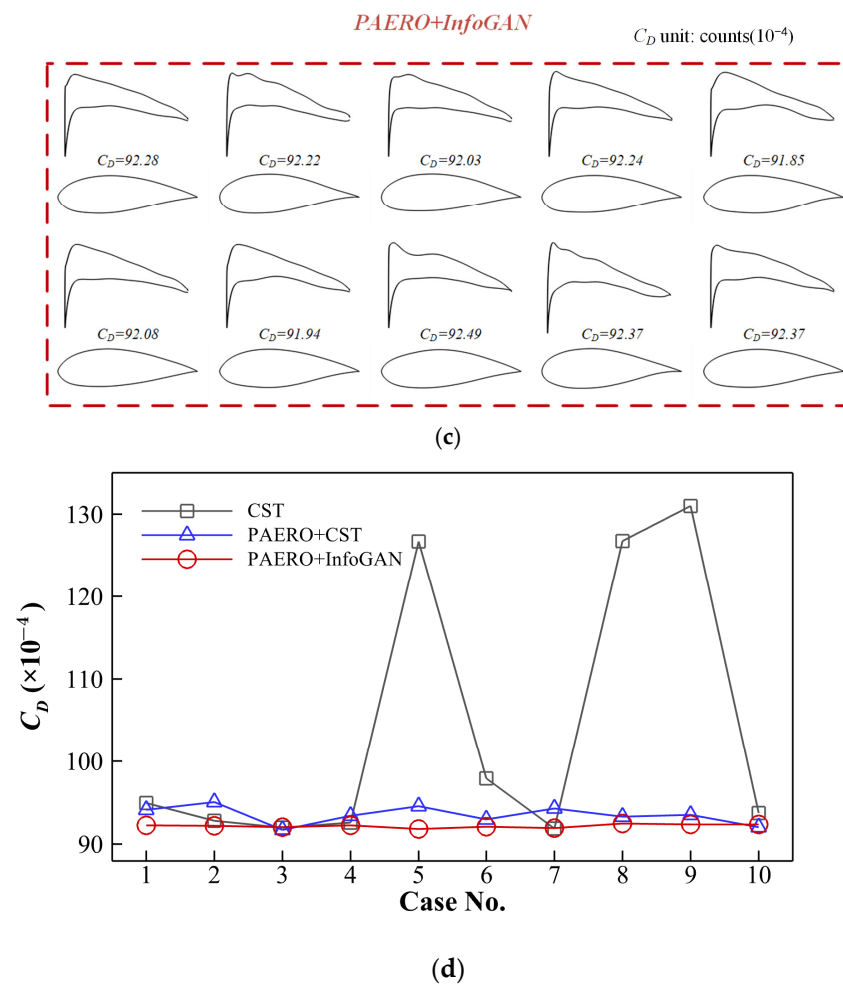 PAERO+InfoGAN
C_D unit: counts(10⁻⁴)
C_D=92.28 C_D=92.22 C_D=92.03 C_D=92.24 C_D=91.85
C_D=92.08 C_D=91.94 C_D=92.49 C_D=92.37 C_D=92.37
(c)
CST
PAERO+CST
PAERO+InfoGAN
130
120
110
100
90
C_D (×10⁻⁴)
1 2 3 4 5 6 7 8 9 10
Case No.
(d)